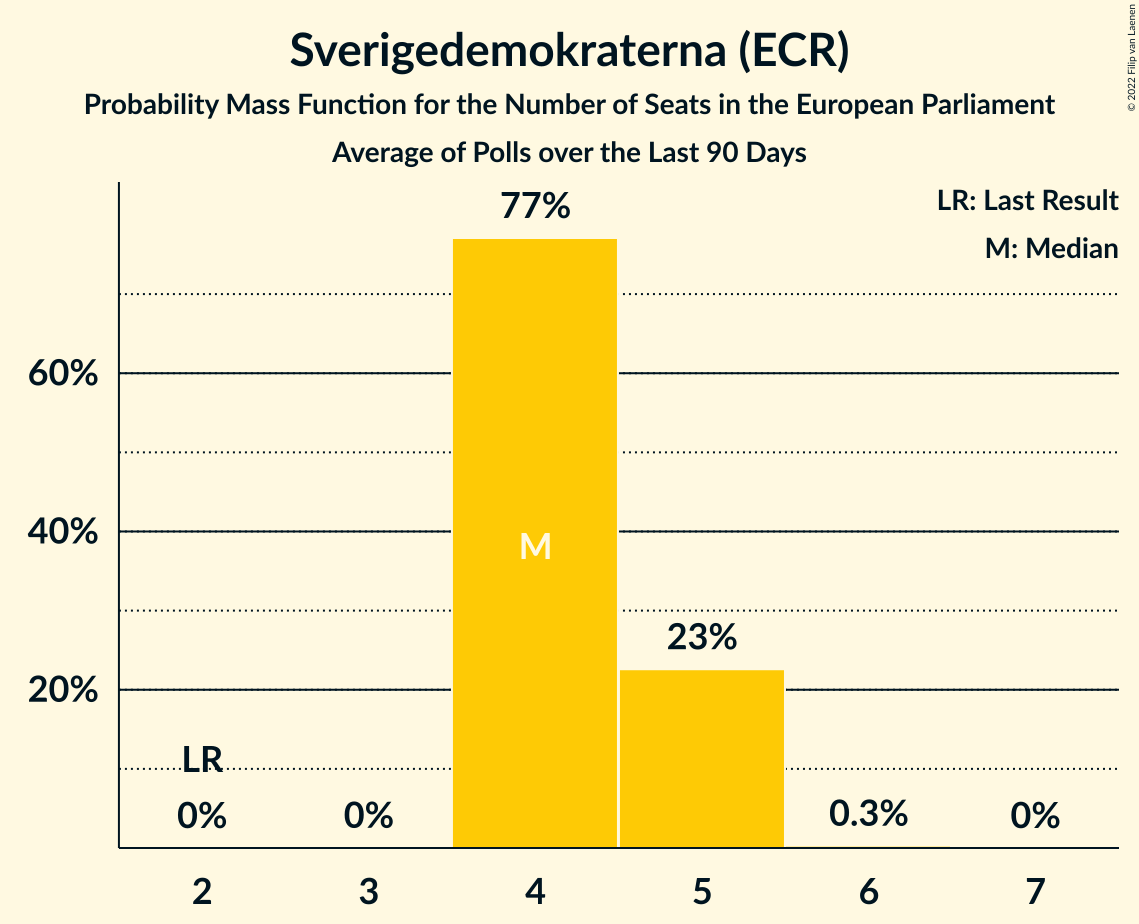 Sverigedemokraterna (ECR)
Probability Mass Function for the Number of Seats in the European Parliament
Average of Polls over the Last 90 Days
© 2022 Filip van Laenen
LR: Last Result
M: Median
77%
60%
40%
20%
M
23%
LR
0%
0%
0.3%
0%
2
3
4
5
6
7